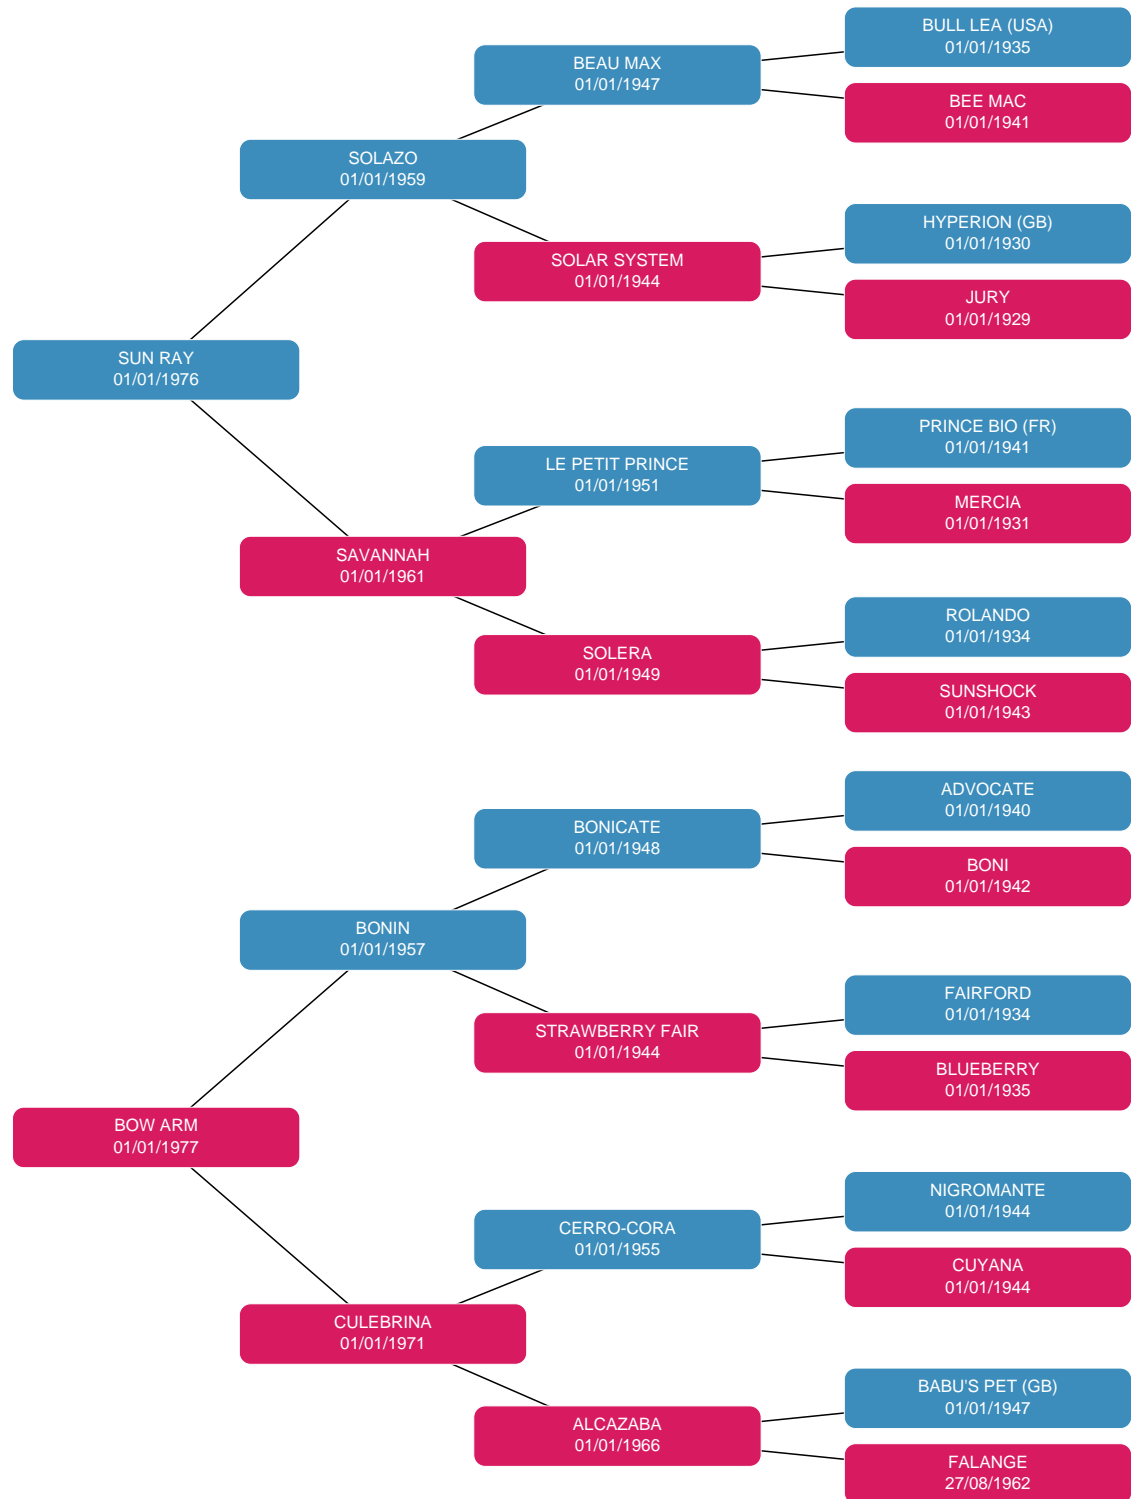 BULL LEA (USA)
01/01/1935
BEAU MAX
01/01/1947
BEE MAC
01/01/1941
SOLAZO
01/01/1959
HYPERION (GB)
01/01/1930
SOLAR SYSTEM
01/01/1944
JURY
01/01/1929
SUN RAY
01/01/1976
PRINCE BIO (FR)
01/01/1941
LE PETIT PRINCE
01/01/1951
MERCIA
01/01/1931
SAVANNAH
01/01/1961
ROLANDO
01/01/1934
SOLERA
01/01/1949
SUNSHOCK
01/01/1943
ADVOCATE
01/01/1940
BONICATE
01/01/1948
BONI
01/01/1942
BONIN
01/01/1957
FAIRFORD
01/01/1934
STRAWBERRY FAIR
01/01/1944
BLUEBERRY
01/01/1935
BOW ARM
01/01/1977
NIGROMANTE
01/01/1944
CERRO-CORA
01/01/1955
CUYANA
01/01/1944
CULEBRINA
01/01/1971
BABU'S PET (GB)
01/01/1947
ALCAZABA
01/01/1966
FALANGE
27/08/1962